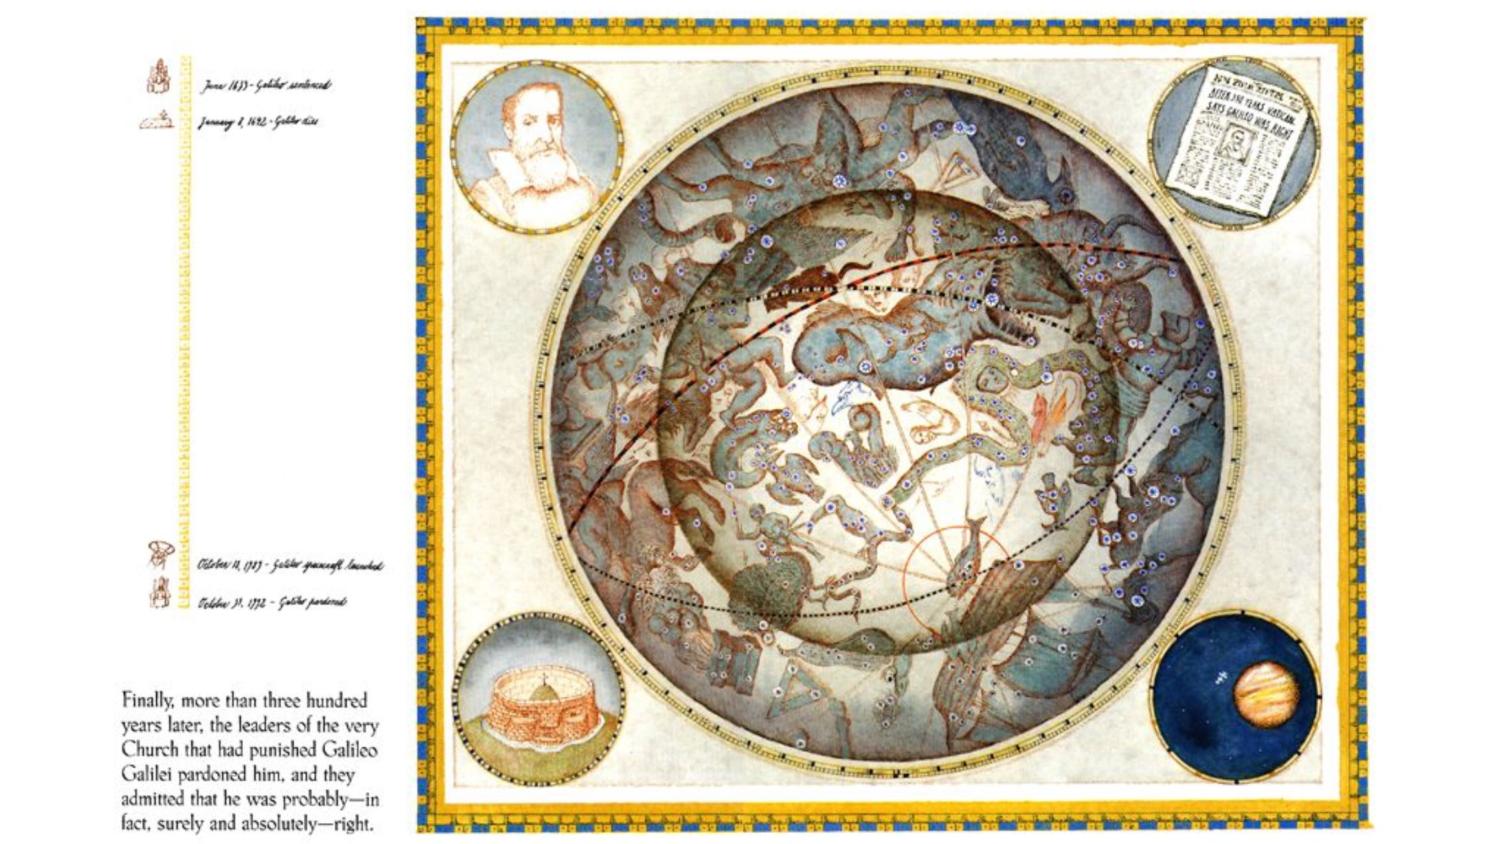 June 1633 - Galileo sentenced
January 8, 1642 - Galileo dies
October 18, 1989 - Galileo spacecraft launched
October 31, 1992 - Galileo pardoned
Finally, more than three hundred
years later, the leaders of the very
Church that had punished Galileo
Galilei pardoned him, and they
admitted that he was probably—in
fact, surely and absolutely—right.
AFTER 350 YEARS, VATICAN
SAYS GALILEO WAS RIGHT